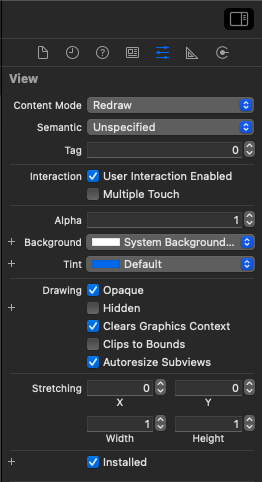 View
Content Mode Redraw
Semantic Unspecified
Tag 0
Interaction User Interaction Enabled
Multiple Touch
Alpha 1
+ Background System Background...
+ Tint Default
Drawing Opaque
+ Hidden
Clears Graphics Context
Clips to Bounds
Autoresize Subviews
Stretching 0 0
X Y
1 1
Width Height
+ Installed